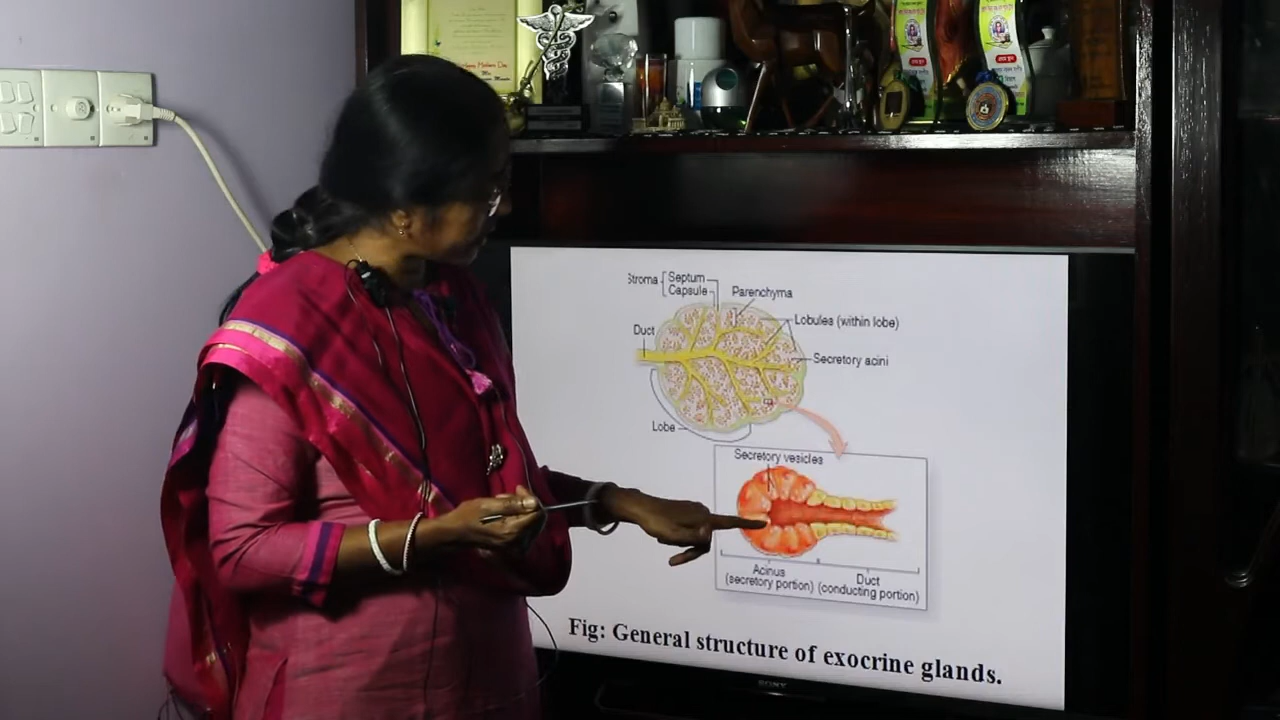 Stroma
Septum
Capsule
Parenchyma
Lobules (within lobe)
Duct
Secretory acini
Lobe
Secretory vesicles
Acinus
(secretory portion)
Duct
(conducting portion)
Fig: General structure of exocrine glands.
SONY